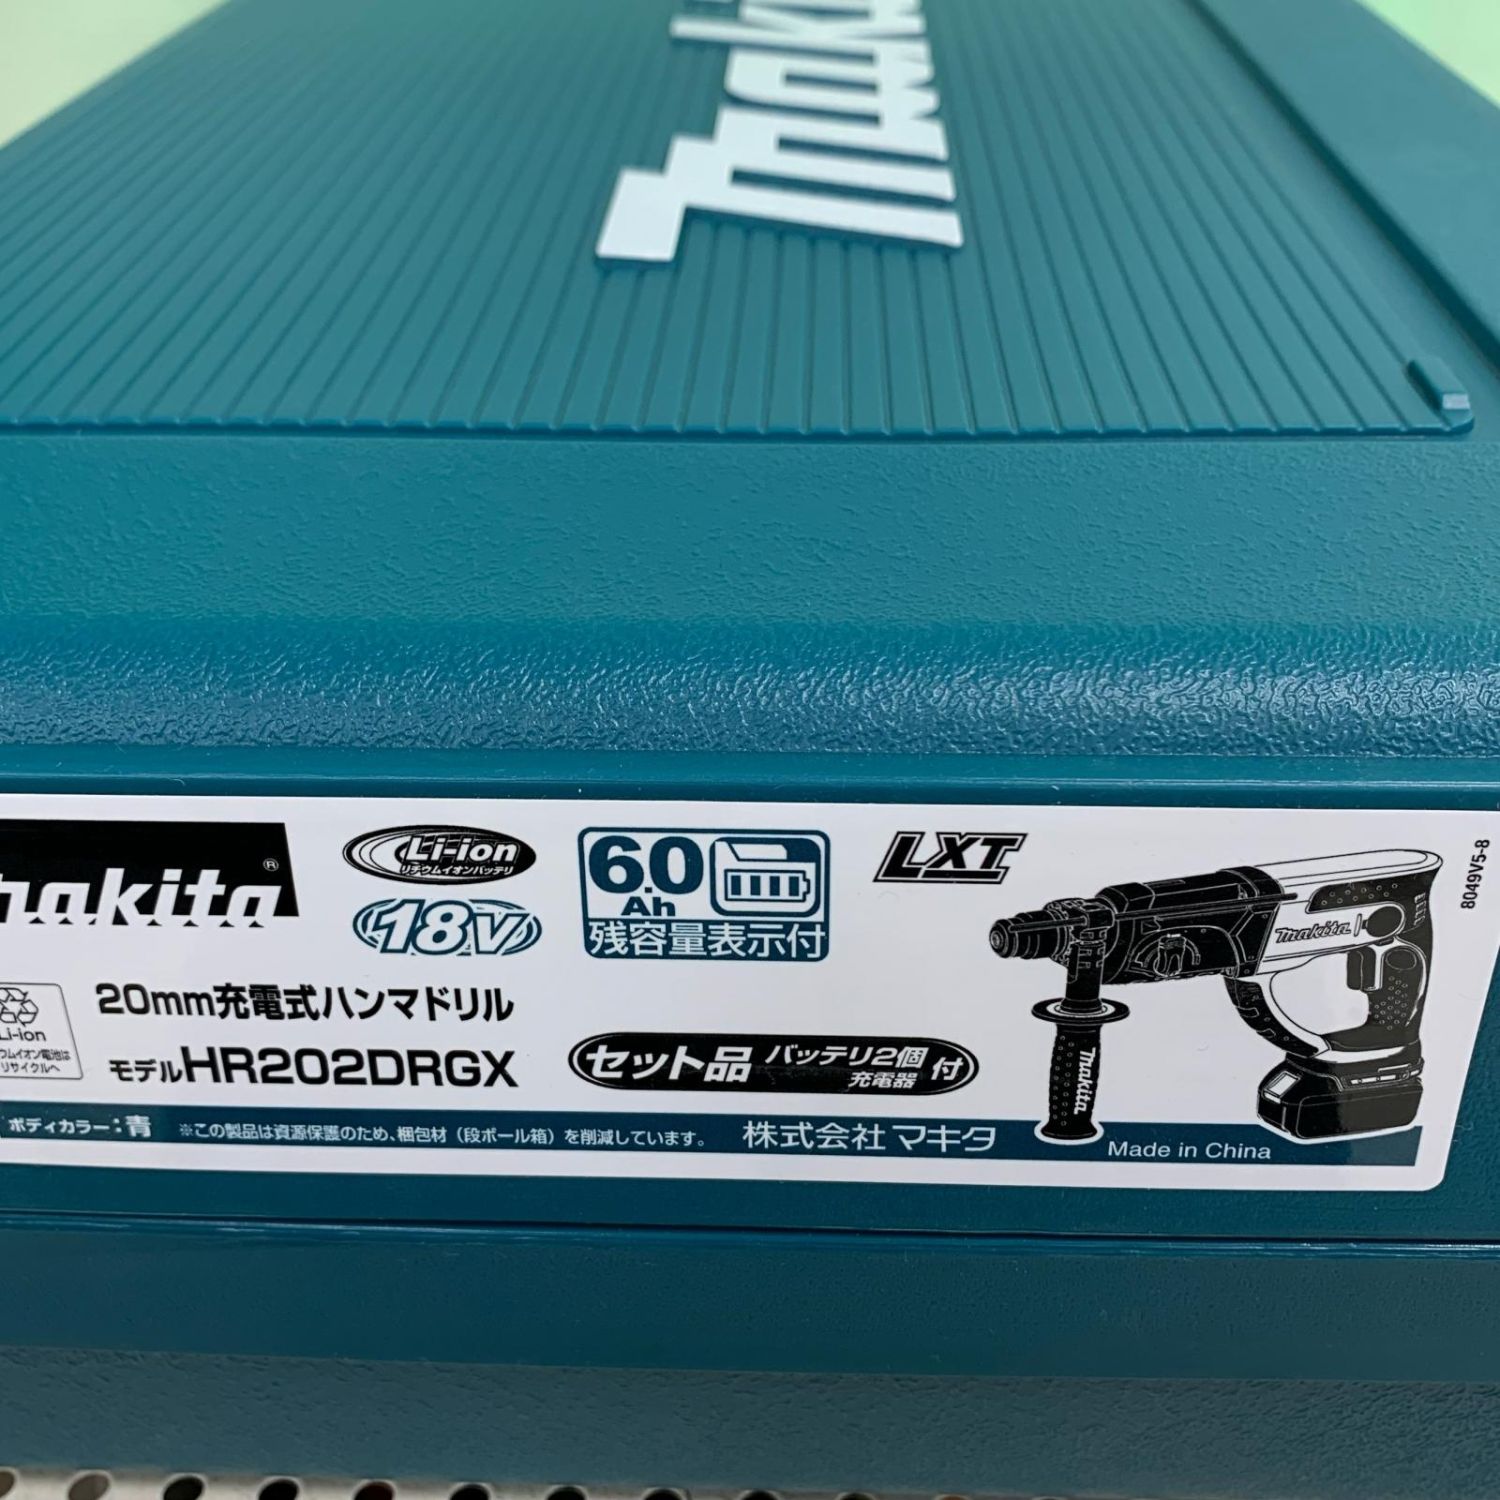 makita
makita®
Li-ion
リチウムイオンバッテリ
18V
6.0
Ah
残容量表示付
LXT
8049V5-8
20mm充電式ハンマドリル
モデルHR202DRGX
セット品 バッテリ2個 充電器 付
Li-ion
リサイクルへ
makita
makita
ボディカラー:青
※この製品は資源保護のため、梱包材(段ボール箱)を削減しています。
株式会社マキタ
Made in China